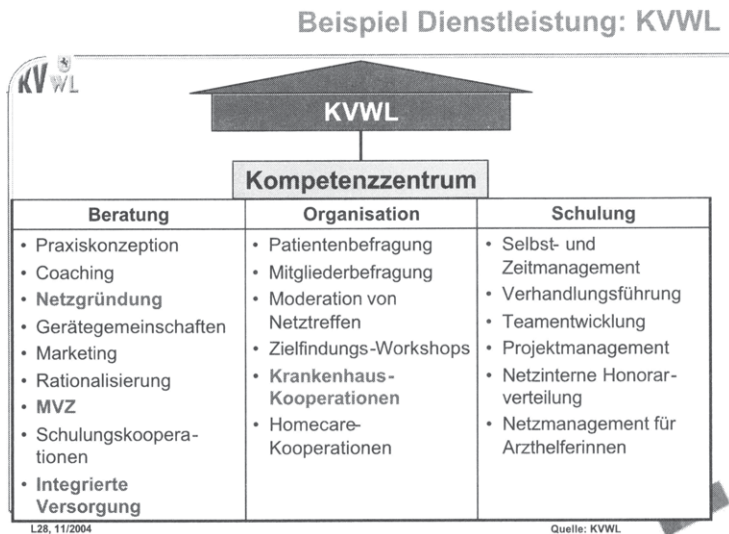 Beispiel Dienstleistung: KVWL
KV WL
KVWL
Kompetenzzentrum
Beratung
• Praxiskonzeption
• Coaching
• Netzgründung
• Gerätegemeinschaften
• Marketing
• Rationalisierung
• MVZ
• Schulungskoopera-
tionen
• Integrierte
Versorgung
Organisation
• Patientenbefragung
• Mitgliederbefragung
• Moderation von
Netztreffen
• Zielfindungs-Workshops
• Krankenhaus-
Kooperationen
• Homecare-
Kooperationen
Schulung
• Selbst- und
Zeitmanagement
• Verhandlungsführung
• Teamentwicklung
• Projektmanagement
• Netzinterne Honorar-
verteilung
• Netzmanagement für
Arzthelferinnen
L28, 11/2004
Quelle: KVWL